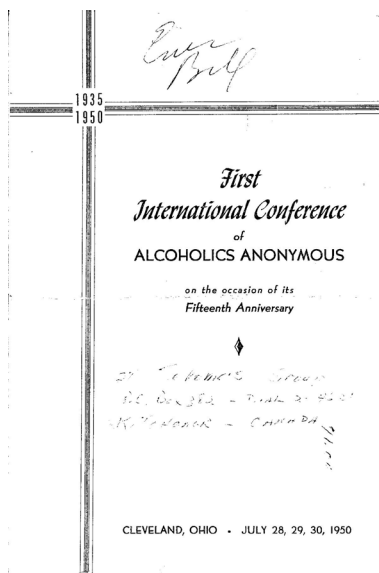 Ever
Bill
1935
1950
First
International Conference
of
ALCOHOLICS ANONYMOUS
on the occasion of its
Fifteenth Anniversary
Group
CANADA
CLEVELAND, OHIO - JULY 28, 29, 30, 1950